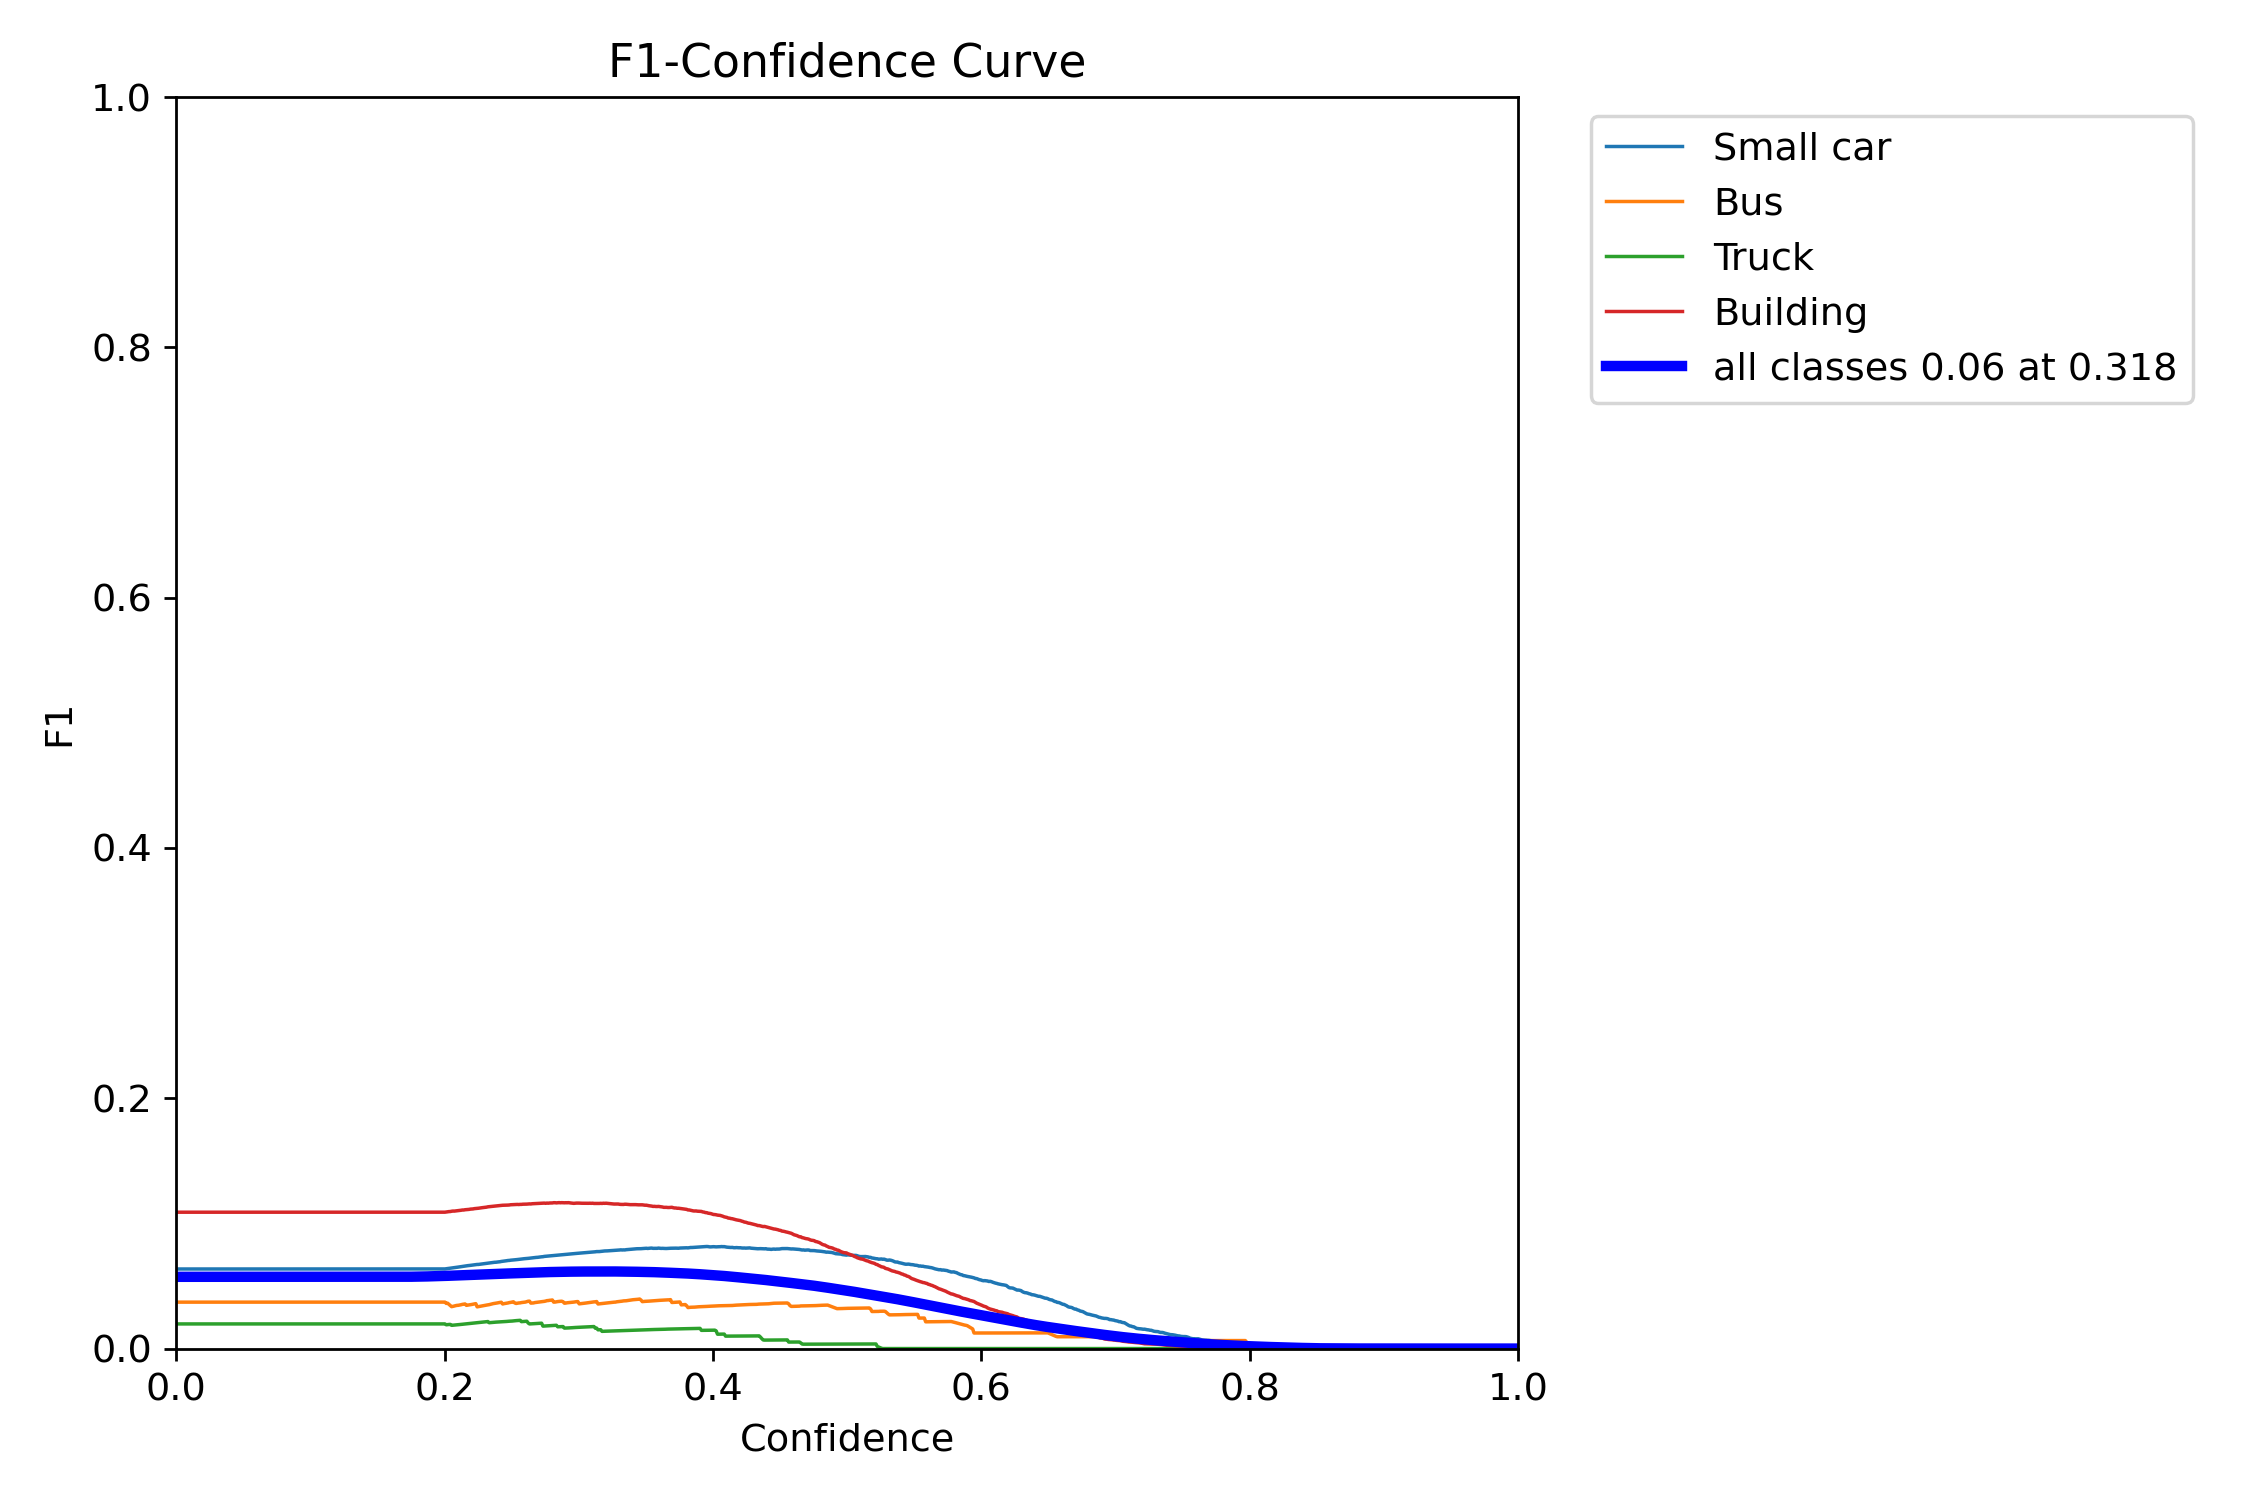 F1-Confidence Curve
1.0
0.8
0.6
0.4
0.2
0.0
F1
0.0 0.2 0.4 0.6 0.8 1.0
Confidence
Small car
Bus
Truck
Building
all classes 0.06 at 0.318